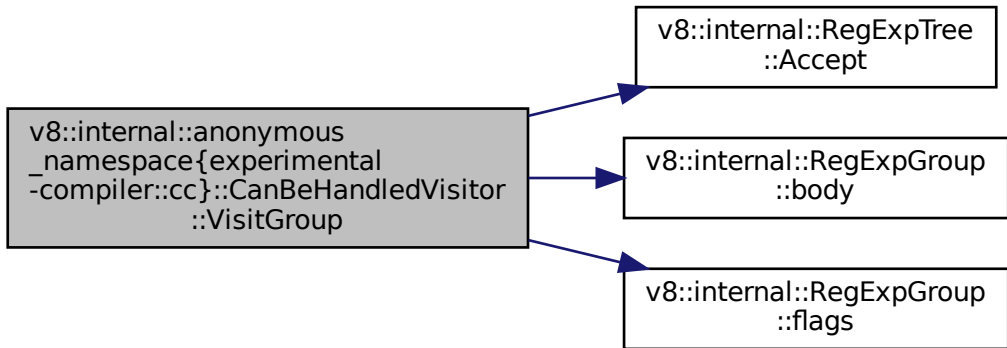 v8::internal::anonymous
_namespace{experimental
-compiler::cc}::CanBeHandledVisitor
::VisitGroup
v8::internal::RegExpTree
::Accept
v8::internal::RegExpGroup
::body
v8::internal::RegExpGroup
::flags